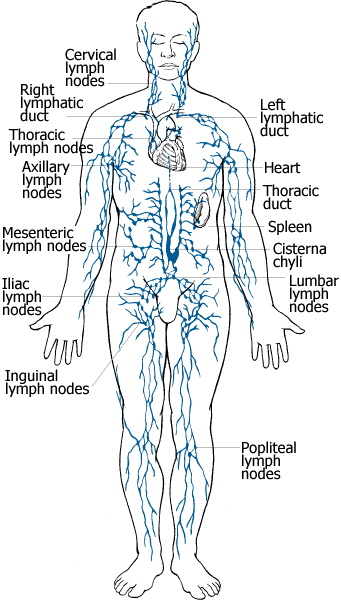 Cervical
lymph
nodes
Right
lymphatic
duct
Left
lymphatic
duct
Thoracic
lymph nodes
Axillary
lymph
nodes
Heart
Thoracic
duct
Spleen
Mesenteric
lymph nodes
Cisterna
chyli
Iliac
lymph
nodes
Lumbar
lymph
nodes
Inguinal
lymph nodes
Popliteal
lymph
nodes